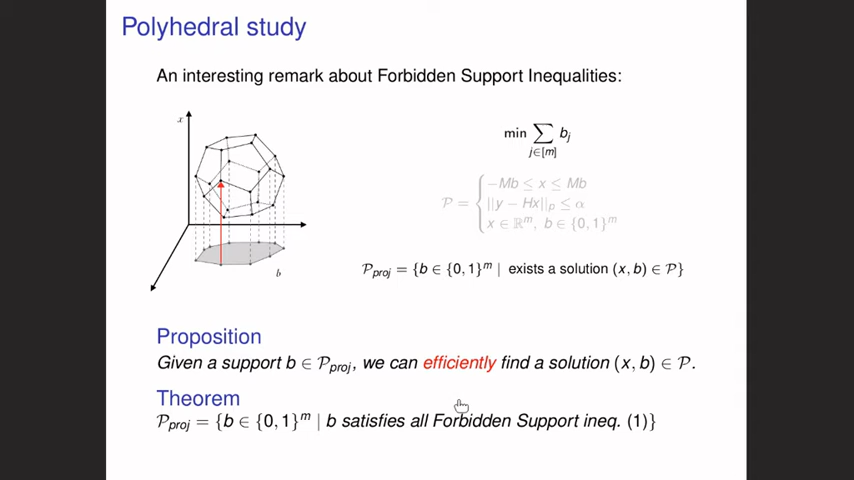 Polyhedral study
An interesting remark about Forbidden Support Inequalities:
x
b
min ∑ b_j
j∈[m]
P = { −Mb ≤ x ≤ Mb
||y − Hx||_p ≤ α
x ∈ ℝ^m, b ∈ {0, 1}^m
P_proj = {b ∈ {0, 1}^m | exists a solution (x, b) ∈ P}
Proposition
Given a support b ∈ P_proj, we can efficiently find a solution (x, b) ∈ P.
Theorem
P_proj = {b ∈ {0, 1}^m | b satisfies all Forbidden Support ineq. (1)}